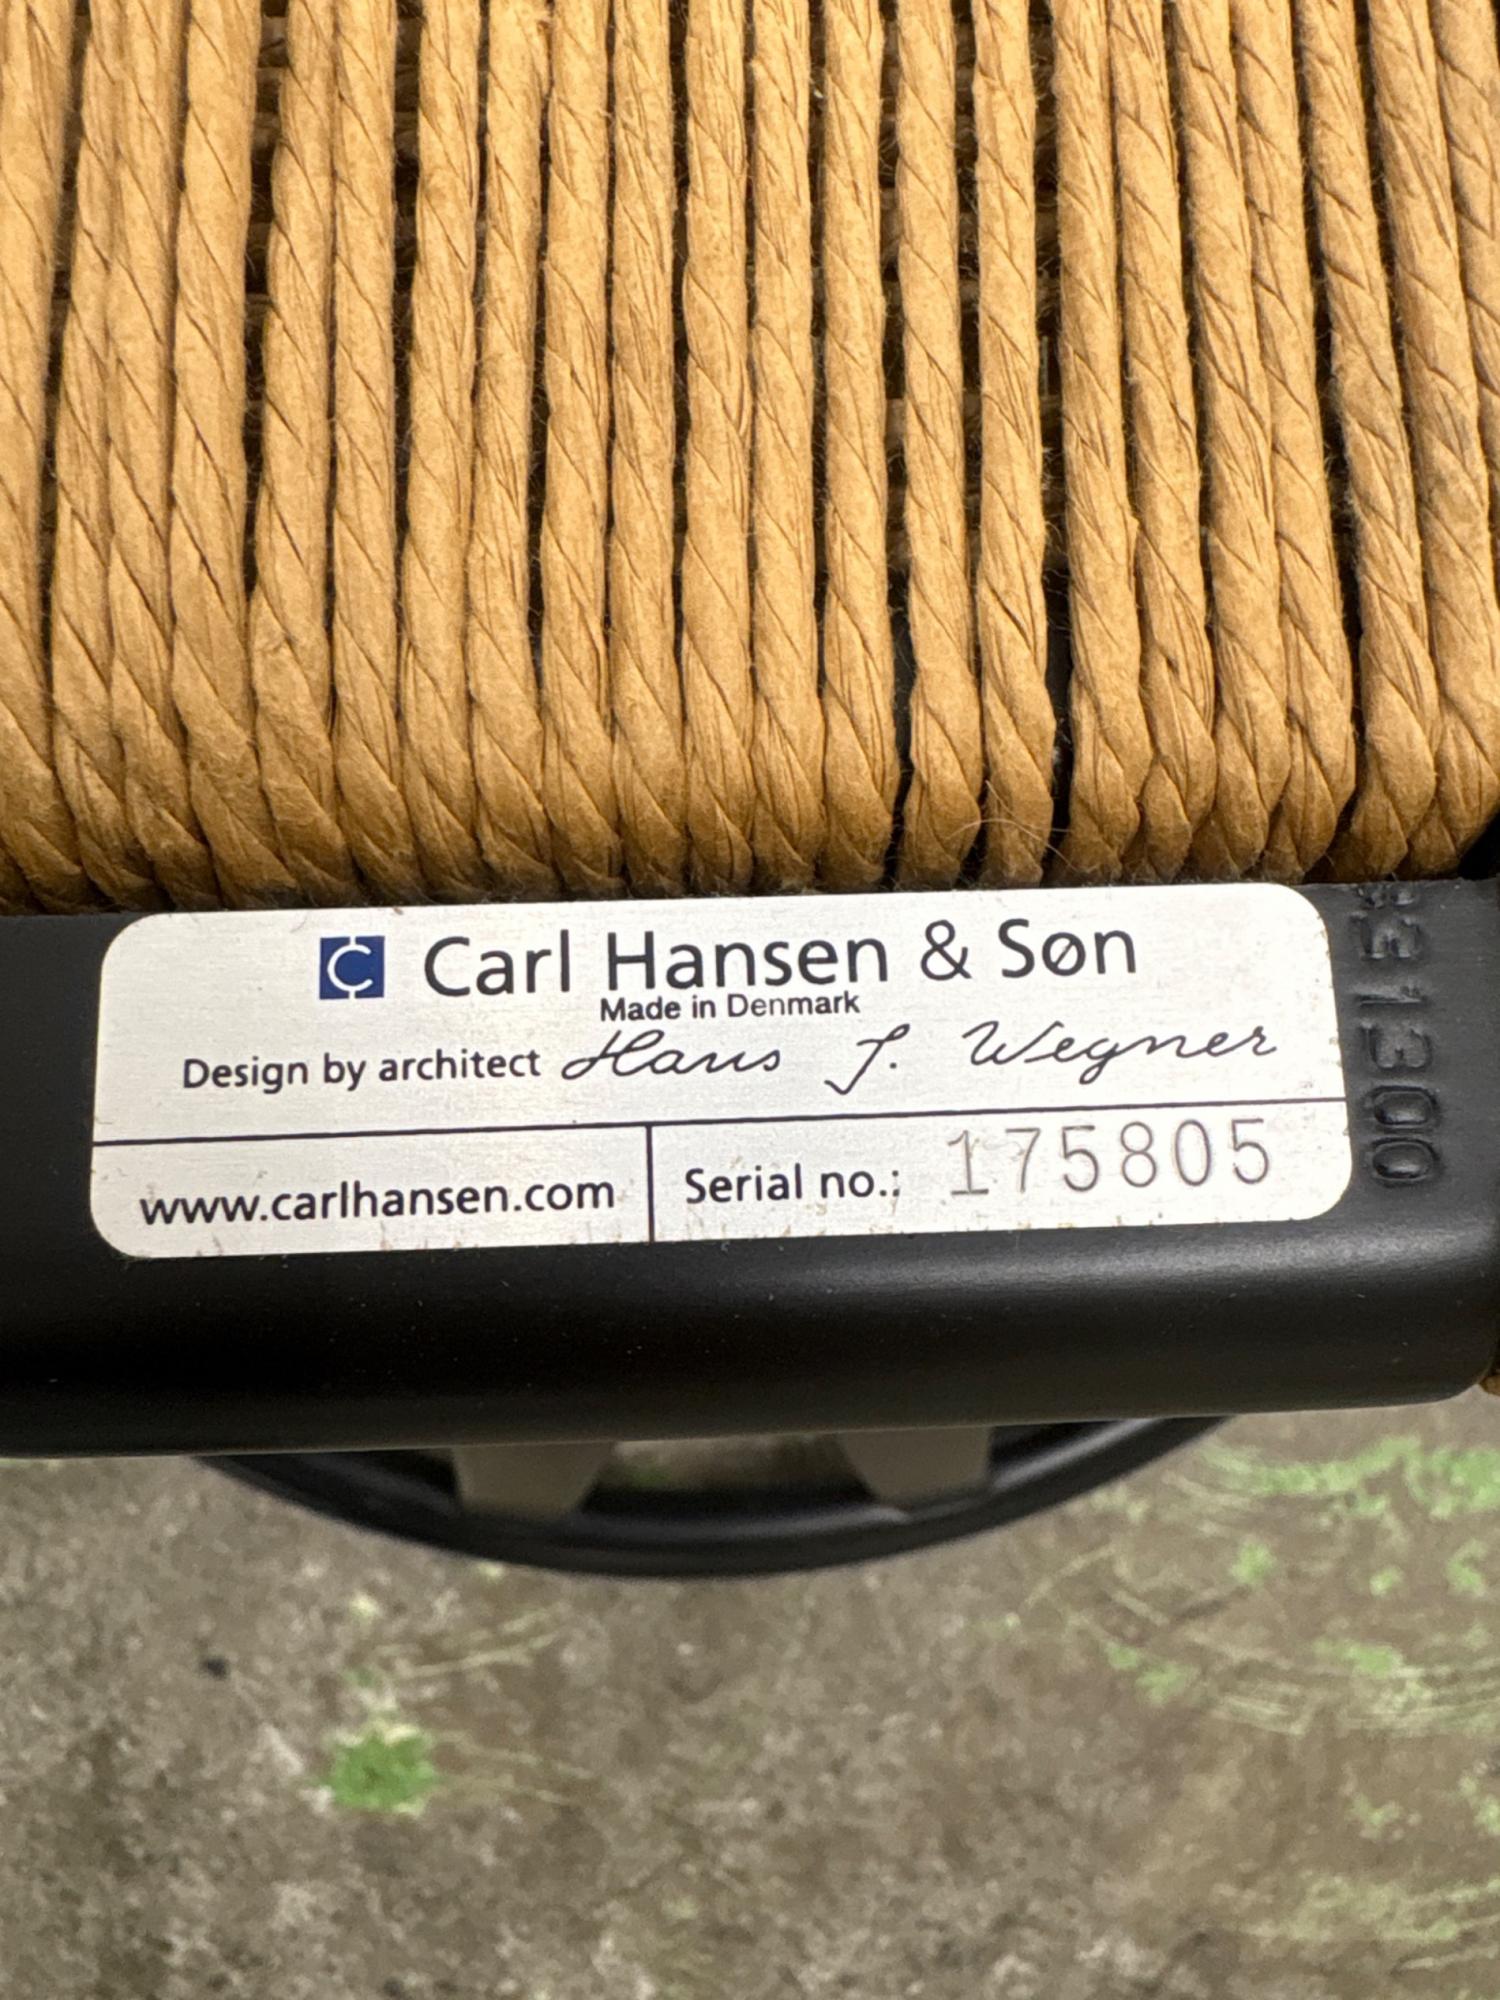 Carl Hansen & Søn
Made in Denmark
Design by architect Hans J. Wegner
www.carlhansen.com
Serial no.: 175805